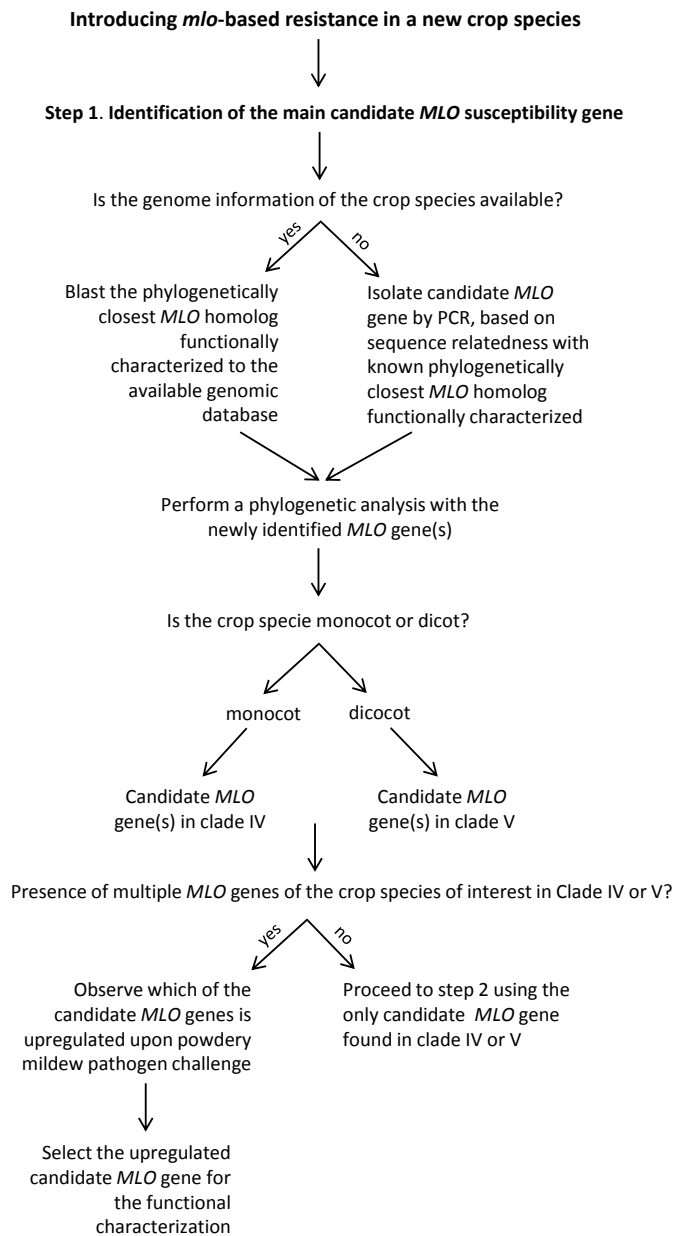 Introducing mlo-based resistance in a new crop species
Step 1. Identification of the main candidate MLO susceptibility gene
Is the genome information of the crop species available?
yes
no
Blast the phylogenetically
closest MLO homolog
functionally
characterized to the
available genomic
database
Isolate candidate MLO
gene by PCR, based on
sequence relatedness with
known phylogenetically
closest MLO homolog
functionally characterized
Perform a phylogenetic analysis with the
newly identified MLO gene(s)
Is the crop specie monocot or dicot?
monocot
dicocot
Candidate MLO
gene(s) in clade IV
Candidate MLO
gene(s) in clade V
Presence of multiple MLO genes of the crop species of interest in Clade IV or V?
yes
no
Observe which of the
candidate MLO genes is
upregulated upon powdery
mildew pathogen challenge
Proceed to step 2 using the
only candidate MLO gene
found in clade IV or V
Select the upregulated
candidate MLO gene for
the functional
characterization